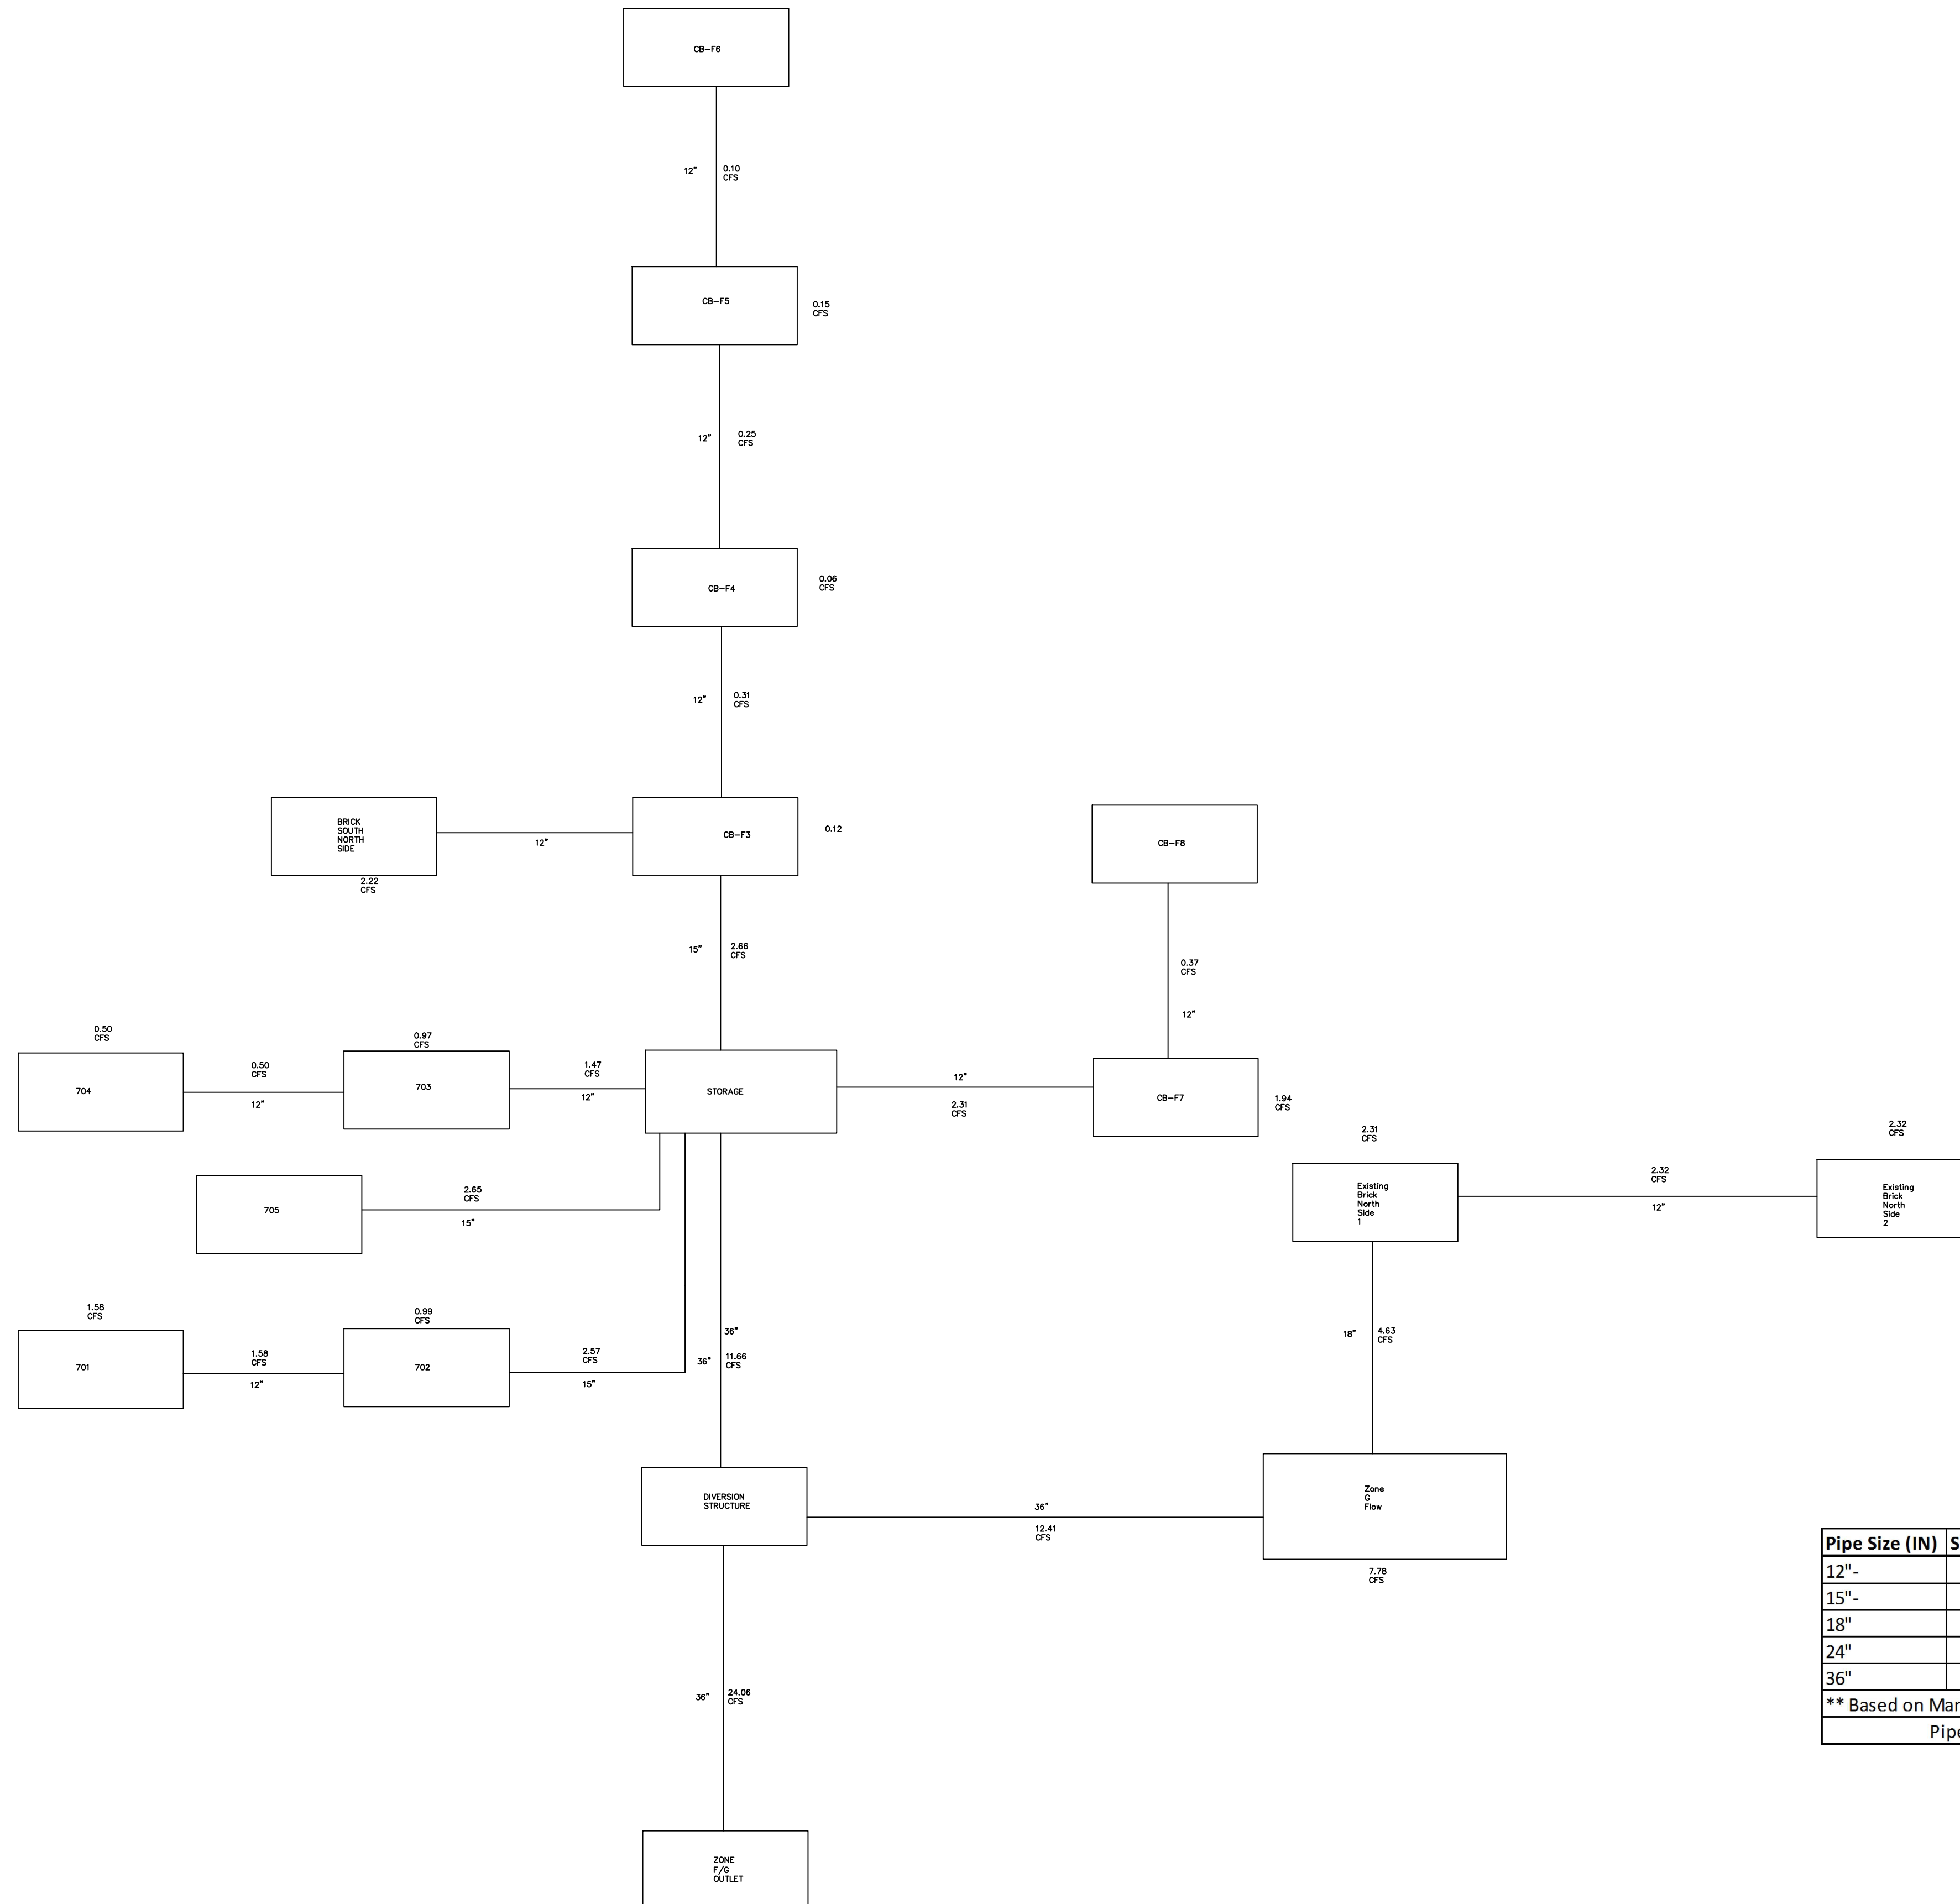 CB-F6
12"
0.10
CFS
CB-F5
0.15
CFS
12"
0.25
CFS
CB-F4
0.06
CFS
12"
0.31
CFS
BRICK
SOUTH
NORTH
SIDE
2.22
CFS
12"
CB-F3
0.12
CB-F8
15"
2.66
CFS
0.37
CFS
12"
0.50
CFS
704
0.50
CFS
12"
0.97
CFS
703
1.47
CFS
12"
STORAGE
12"
2.31
CFS
CB-F7
1.94
CFS
2.31
CFS
Existing
Brick
North
Side
1
2.32
CFS
12"
2.32
CFS
Existing
Brick
North
Side
2
705
2.65
CFS
15"
1.58
CFS
701
1.58
CFS
12"
0.99
CFS
702
2.57
CFS
15"
36"
36"
11.66
CFS
18"
4.63
CFS
DIVERSION
STRUCTURE
36"
12.41
CFS
Zone
G
Flow
7.78
CFS
36"
24.06
CFS
ZONE
F/G
OUTLET
Pipe Size (IN) S
12"-
15"-
18"
24"
36"
** Based on Mar
Pipe